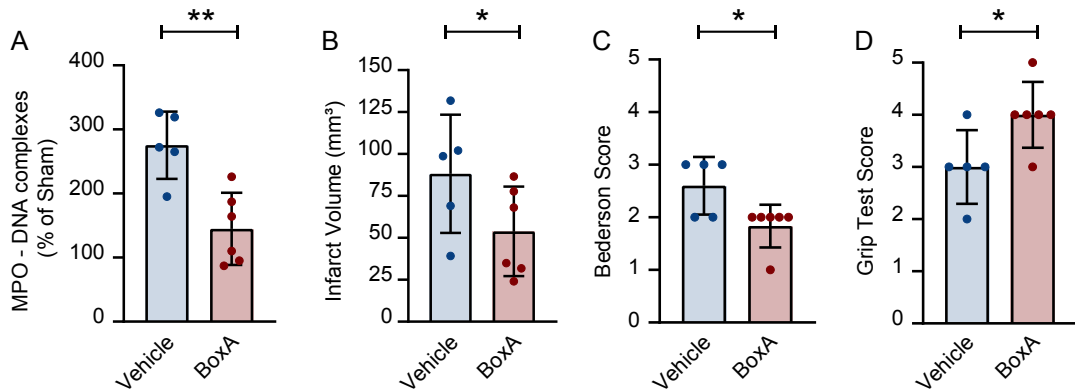 A
**
MPO - DNA complexes
(% of Sham)
400
300
200
100
0
Vehicle
BoxA
B
*
Infarct Volume (mm³)
150
125
100
75
50
25
0
Vehicle
BoxA
C
*
Bederson Score
5
4
3
2
1
0
Vehicle
BoxA
D
*
Grip Test Score
5
4
3
2
1
0
Vehicle
BoxA